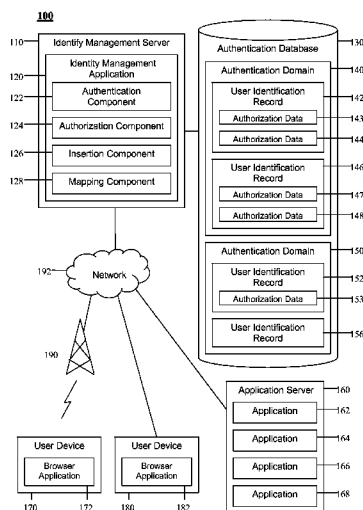 100
110
Identity Management Server
120
Identity Management
Application
122
Authentication
Component
124
Authorization Component
126
Insertion Component
128
Mapping Component
130
Authentication Database
140
Authentication Domain
142
User Identification
Record
143
Authorization Data
144
Authorization Data
146
User Identification
Record
147
Authorization Data
148
Authorization Data
150
Authentication Domain
152
User Identification
Record
153
Authorization Data
156
User Identification
Record
192
Network
190
160
Application Server
162
Application
164
Application
166
Application
168
Application
User Device
Browser
Application
170
172
User Device
Browser
Application
180
182